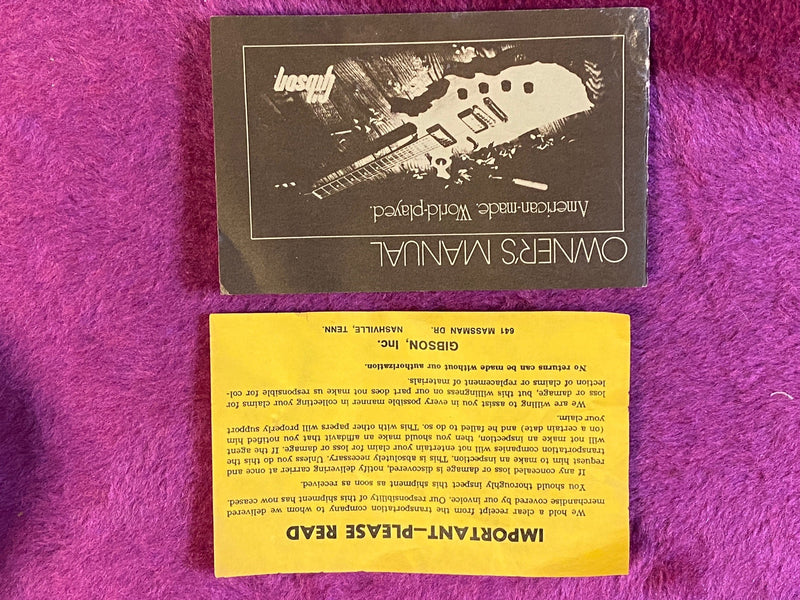 OWNER'S MANUAL
American-made. World-played.
Gibson
IMPORTANT—PLEASE READ
We hold a clear receipt from the transportation company to whom we delivered
merchandise covered by our invoice. Our responsibility of this shipment has now ceased.
You should thoroughly inspect this shipment as soon as received.
If any concealed loss or damage is discovered, notify delivering carrier at once and
request him to make an inspection. This is absolutely necessary. Unless you do this the
transportation companies will not entertain your claim for loss or damage. If the agent
will not make an inspection, then you should make an affidavit that you notified him
(on a certain date) and he failed to do so. This with other papers will properly support
your claim.
We are willing to assist you in every possible manner in collecting your claims for
loss or damage, but this willingness on our part does not make us responsible for col-
lection of claims or replacement of materials.
No returns can be made without our authorization.
GIBSON, Inc.
641 MASSMAN DR. NASHVILLE, TENN.